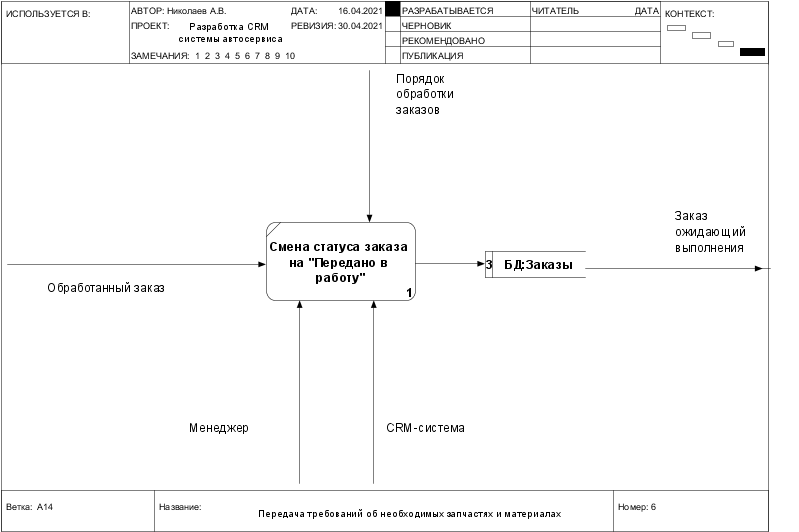 ИСПОЛЬЗУЕТСЯ В:
АВТОР: Николаев А.В.
ДАТА: 16.04.2021
РАЗРАБАТЫВАЕТСЯ
ЧИТАТЕЛЬ
ДАТА
КОНТЕКСТ:
ПРОЕКТ: Разработка CRM
системы автосервиса
РЕВИЗИЯ: 30.04.2021
ЧЕРНОВИК
РЕКОМЕНДОВАНО
ЗАМЕЧАНИЯ: 1 2 3 4 5 6 7 8 9 10
ПУБЛИКАЦИЯ
Порядок
обработки
заказов
Смена статуса заказа
на "Передано в
работу"
1
3 БД:Заказы
Заказ
ожидающий
выполнения
Обработанный заказ
Менеджер
CRM-система
Ветка: А14
Название:
Передача требований об необходимых запчастях и материалах
Номер: 6